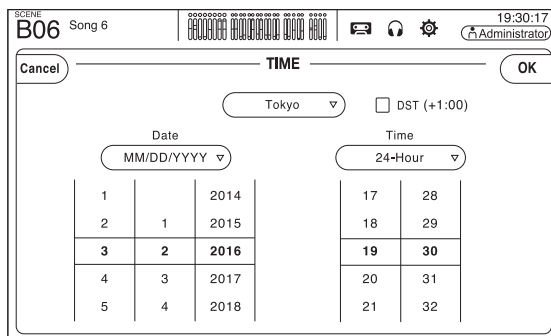 SCENE
B06 Song 6
19:30:17
Administrator
Cancel
TIME
OK
Tokyo
DST (+1:00)
Date
Time
MM/DD/YYYY
24-Hour
1 2014 17 28
2 1 2015 18 29
3 2 2016 19 30
4 3 2017 20 31
5 4 2018 21 32